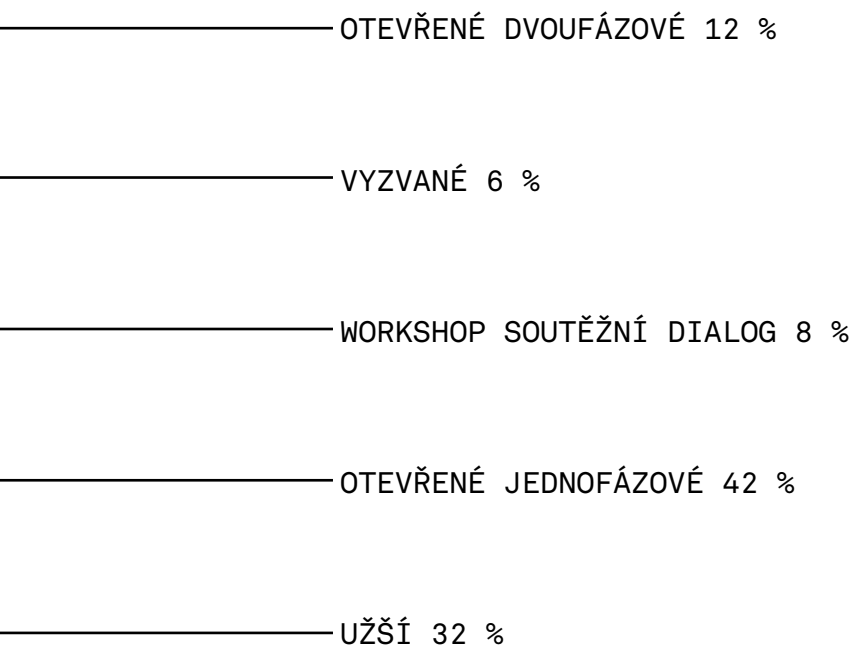 OTEVŘENÉ DVOUFÁZOVÉ 12 %
VYZVANÉ 6 %
WORKSHOP SOUTĚŽNÍ DIALOG 8 %
OTEVŘENÉ JEDNOFÁZOVÉ 42 %
UŽŠÍ 32 %